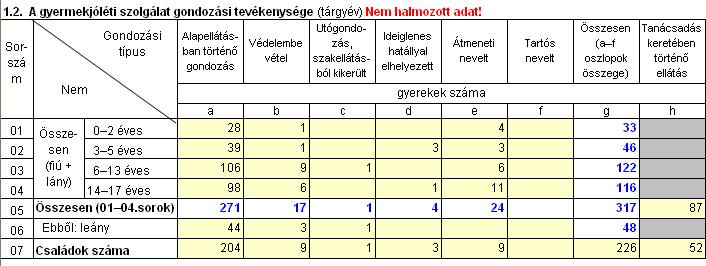 1.2. A gyermekjóléti szolgálat gondozási tevékenysége (tárgyév) Nem halmozott adat!
Sor-
szá
m
Gondozási
típus
Nem
Alapellátás-
ban történő
gondozás
Védelembe
vétel
Utógondo-
zás,
szakellátás-
ból kikerült
Ideiglenes
hatállyal
elhelyezett
Átmeneti
nevelt
Tartós
nevelt
Összesen
(a–f
oszlopok
összege)
Tanácsadás
keretében
történő
ellátás
gyerekek száma
a b c d e f g h
Össze-
sen
(fiú +
lány)
01 0–2 éves 28 1 4 33
02 3–5 éves 39 1 3 3 46
03 6–13 éves 106 9 1 6 122
04 14–17 éves 98 6 1 11 116
05 Összesen (01–04.sorok) 271 17 1 4 24 317 87
06 Ebből: leány 44 3 1 48
07 Családok száma 204 9 1 3 9 226 52